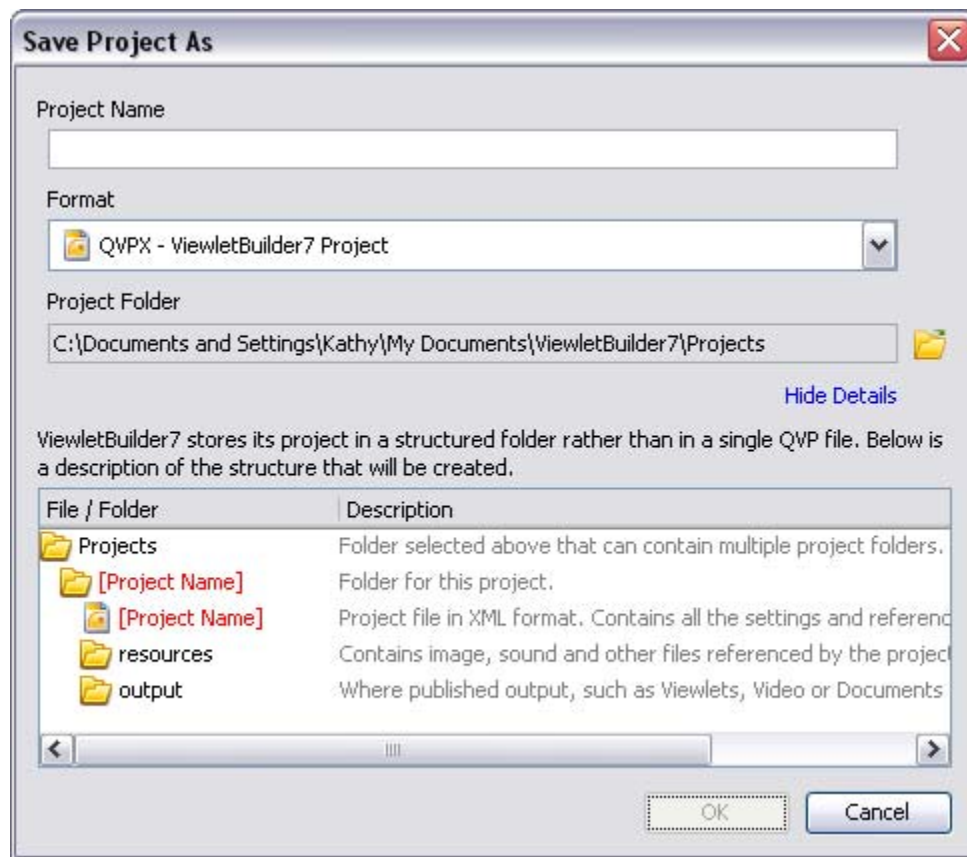 Save Project As
Project Name
Format
QVPX - ViewletBuilder7 Project
Project Folder
C:\Documents and Settings\Kathy\My Documents\ViewletBuilder7\Projects
Hide Details
ViewletBuilder7 stores its project in a structured folder rather than in a single QVP file. Below is
a description of the structure that will be created.
File / Folder Description
Projects Folder selected above that can contain multiple project folders.
[Project Name] Folder for this project.
[Project Name] Project file in XML format. Contains all the settings and referenc
resources Contains image, sound and other files referenced by the project
output Where published output, such as Viewlets, Video or Documents
OK Cancel